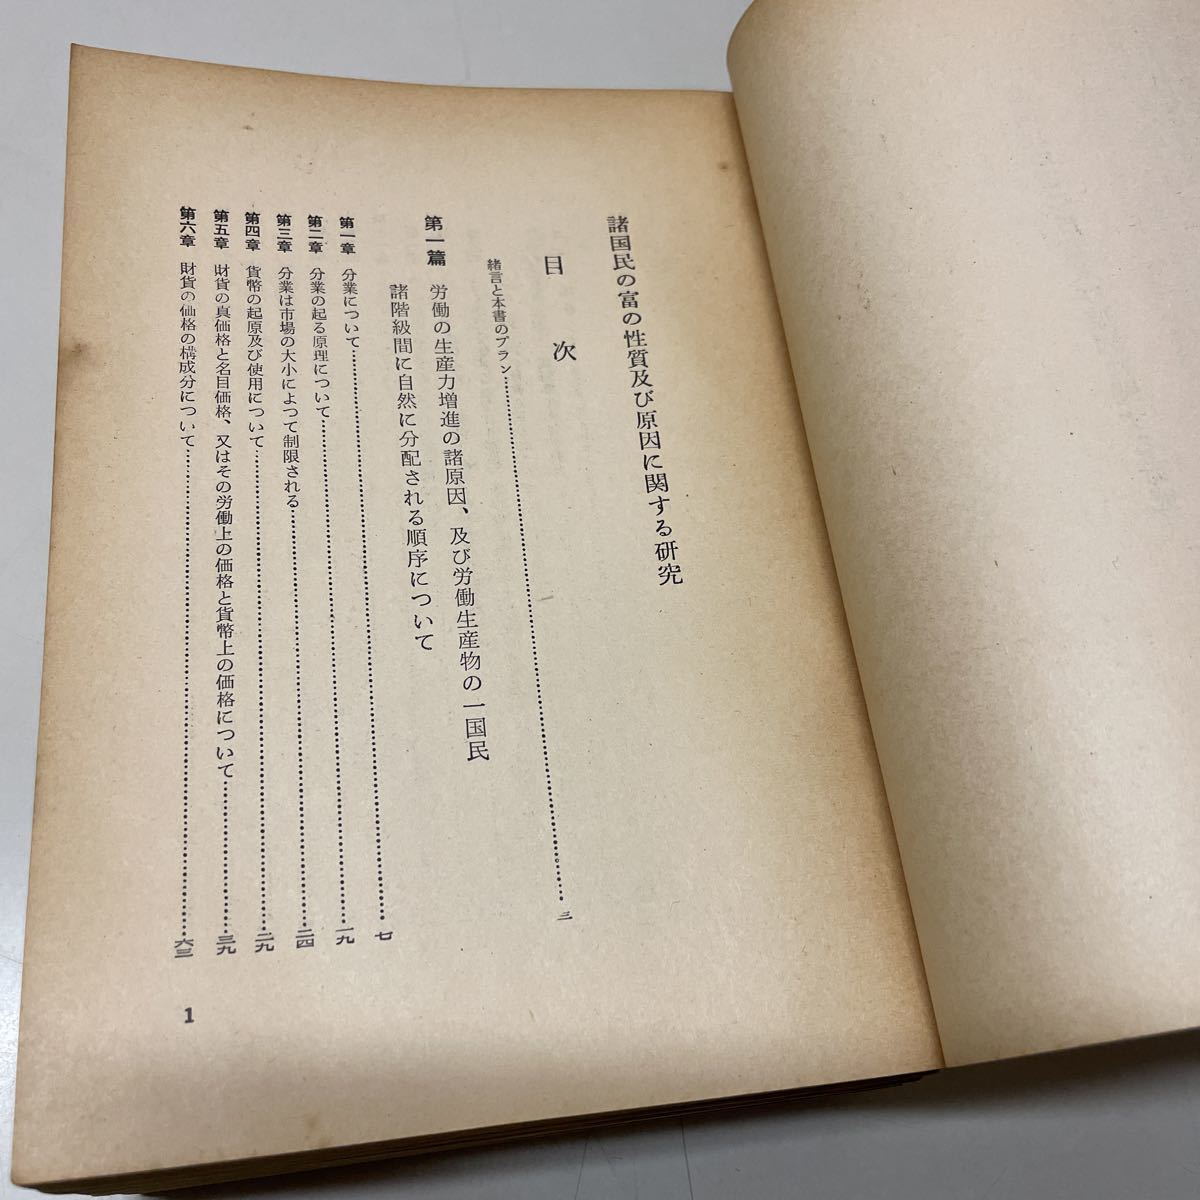 諸国民の富の性質及び原因に関する研究
目次
緒言と本書のプラン……………………三
第一篇 労働の生産力増進の諸原因、及び労働生産物の一国民
諸階級間に自然に分配される順序について
第一章 分業について……………………七
第二章 分業の起る原理について……………………一九
第三章 分業は市場の大小によつて制限される……………………二四
第四章 貨幣の起原及び使用について……………………二九
第五章 財貨の真価格と名目価格、又はその労働上の価格と貨幣上の価格について……………………三九
第六章 財貨の価格の構成分について……………………六三
1